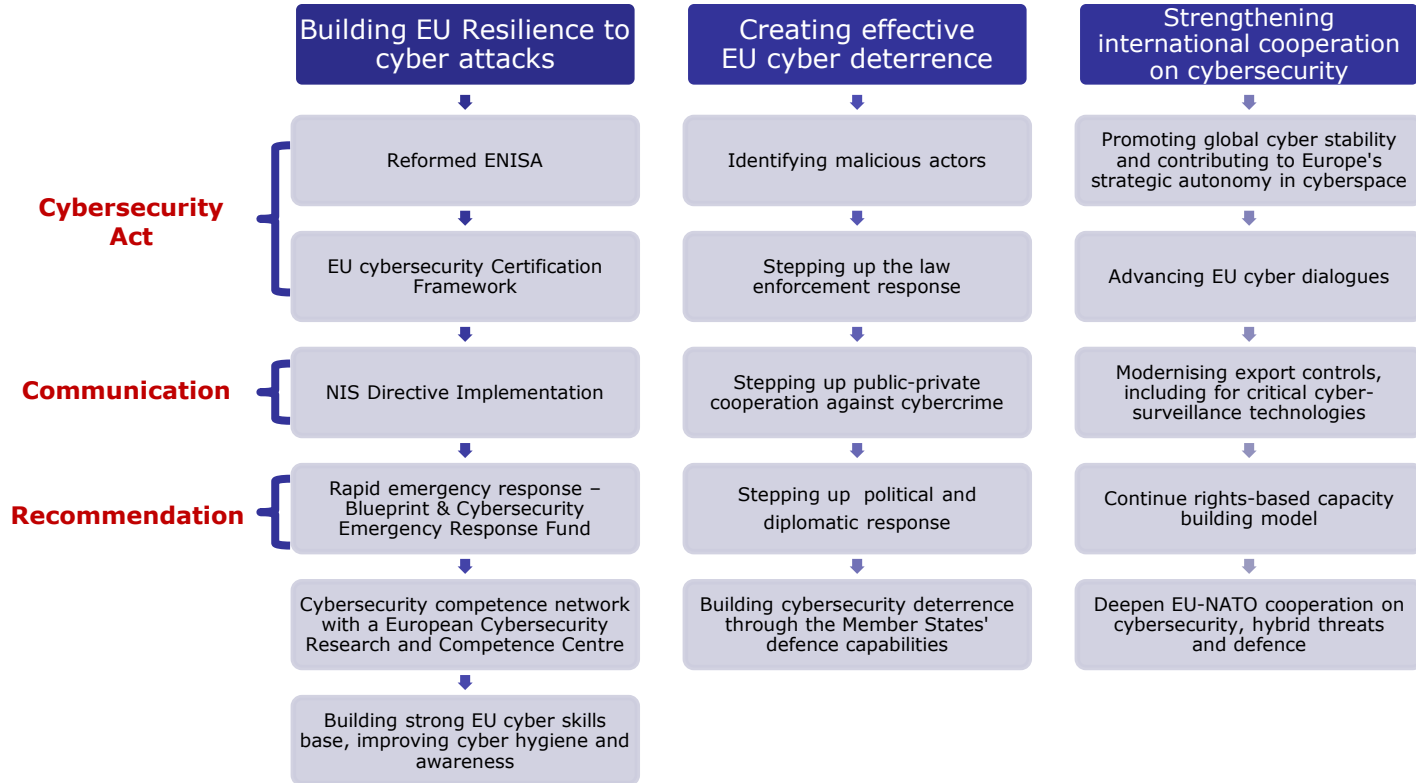 Building EU Resilience to
cyber attacks
Creating effective
EU cyber deterrence
Strengthening
international cooperation
on cybersecurity
Cybersecurity
Act
Communication
Recommendation
Reformed ENISA
EU cybersecurity Certification
Framework
NIS Directive Implementation
Rapid emergency response –
Blueprint & Cybersecurity
Emergency Response Fund
Cybersecurity competence network
with a European Cybersecurity
Research and Competence Centre
Building strong EU cyber skills
base, improving cyber hygiene and
awareness
Identifying malicious actors
Stepping up the law
enforcement response
Stepping up public-private
cooperation against cybercrime
Stepping up  political and
diplomatic response
Building cybersecurity deterrence
through the Member States'
defence capabilities
Promoting global cyber stability
and contributing to Europe's
strategic autonomy in cyberspace
Advancing EU cyber dialogues
Modernising export controls,
including for critical cyber-
surveillance technologies
Continue rights-based capacity
building model
Deepen EU-NATO cooperation on
cybersecurity, hybrid threats
and defence